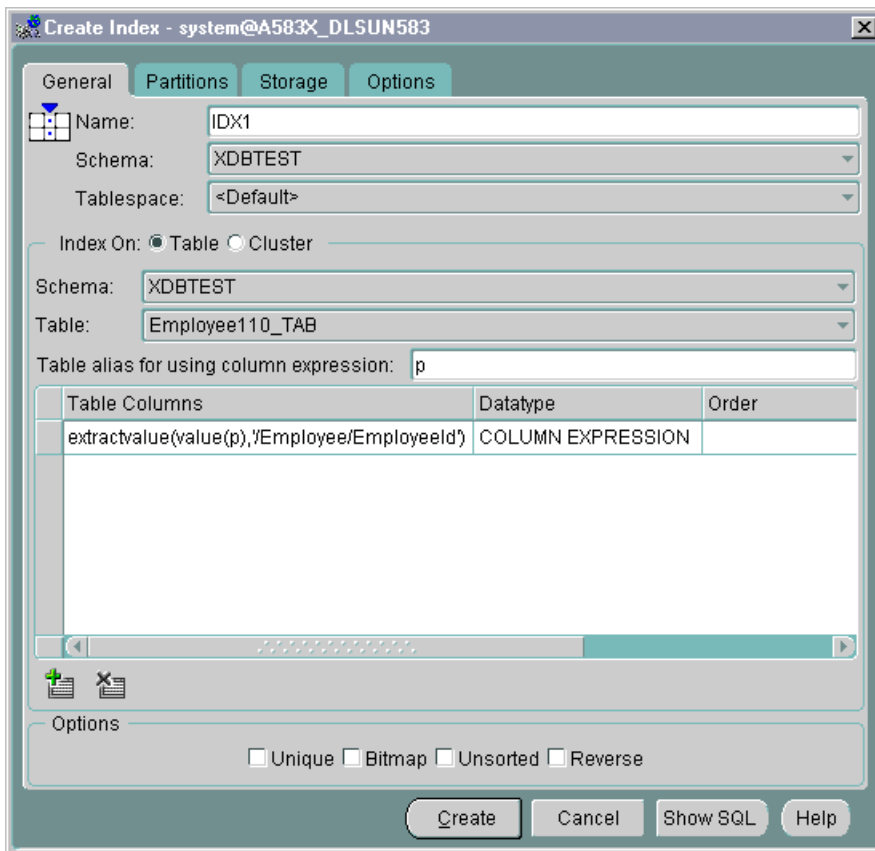 Create Index - system@A583X_DLSUN583
General Partitions Storage Options
Name: IDX1
Schema: XDBTEST
Tablespace: <Default>
Index On: Table Cluster
Schema: XDBTEST
Table: Employee110_TAB
Table alias for using column expression: p
Table Columns Datatype Order
extractvalue(value(p),'/Employee/EmployeeId') COLUMN EXPRESSION
Options
Unique Bitmap Unsorted Reverse
Create Cancel Show SQL Help